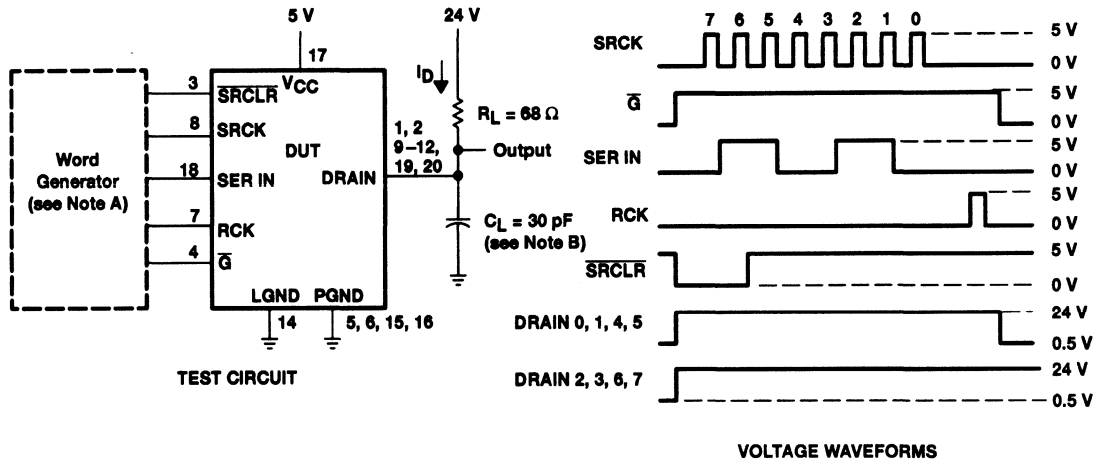 5 V
24 V
17
3
SRCLR
VCC
ID
8
SRCK
RL = 68 Ω
1, 2
9–12,
19, 20
Output
Word
Generator
(see Note A)
DUT
18
SER IN
DRAIN
7
RCK
CL = 30 pF
(see Note B)
4
G
LGND
PGND
14
5, 6, 15, 16
TEST CIRCUIT
7 6 5 4 3 2 1 0
SRCK
5 V
0 V
G
5 V
0 V
SER IN
5 V
0 V
RCK
5 V
0 V
SRCLR
5 V
0 V
DRAIN 0, 1, 4, 5
24 V
0.5 V
DRAIN 2, 3, 6, 7
24 V
0.5 V
VOLTAGE WAVEFORMS